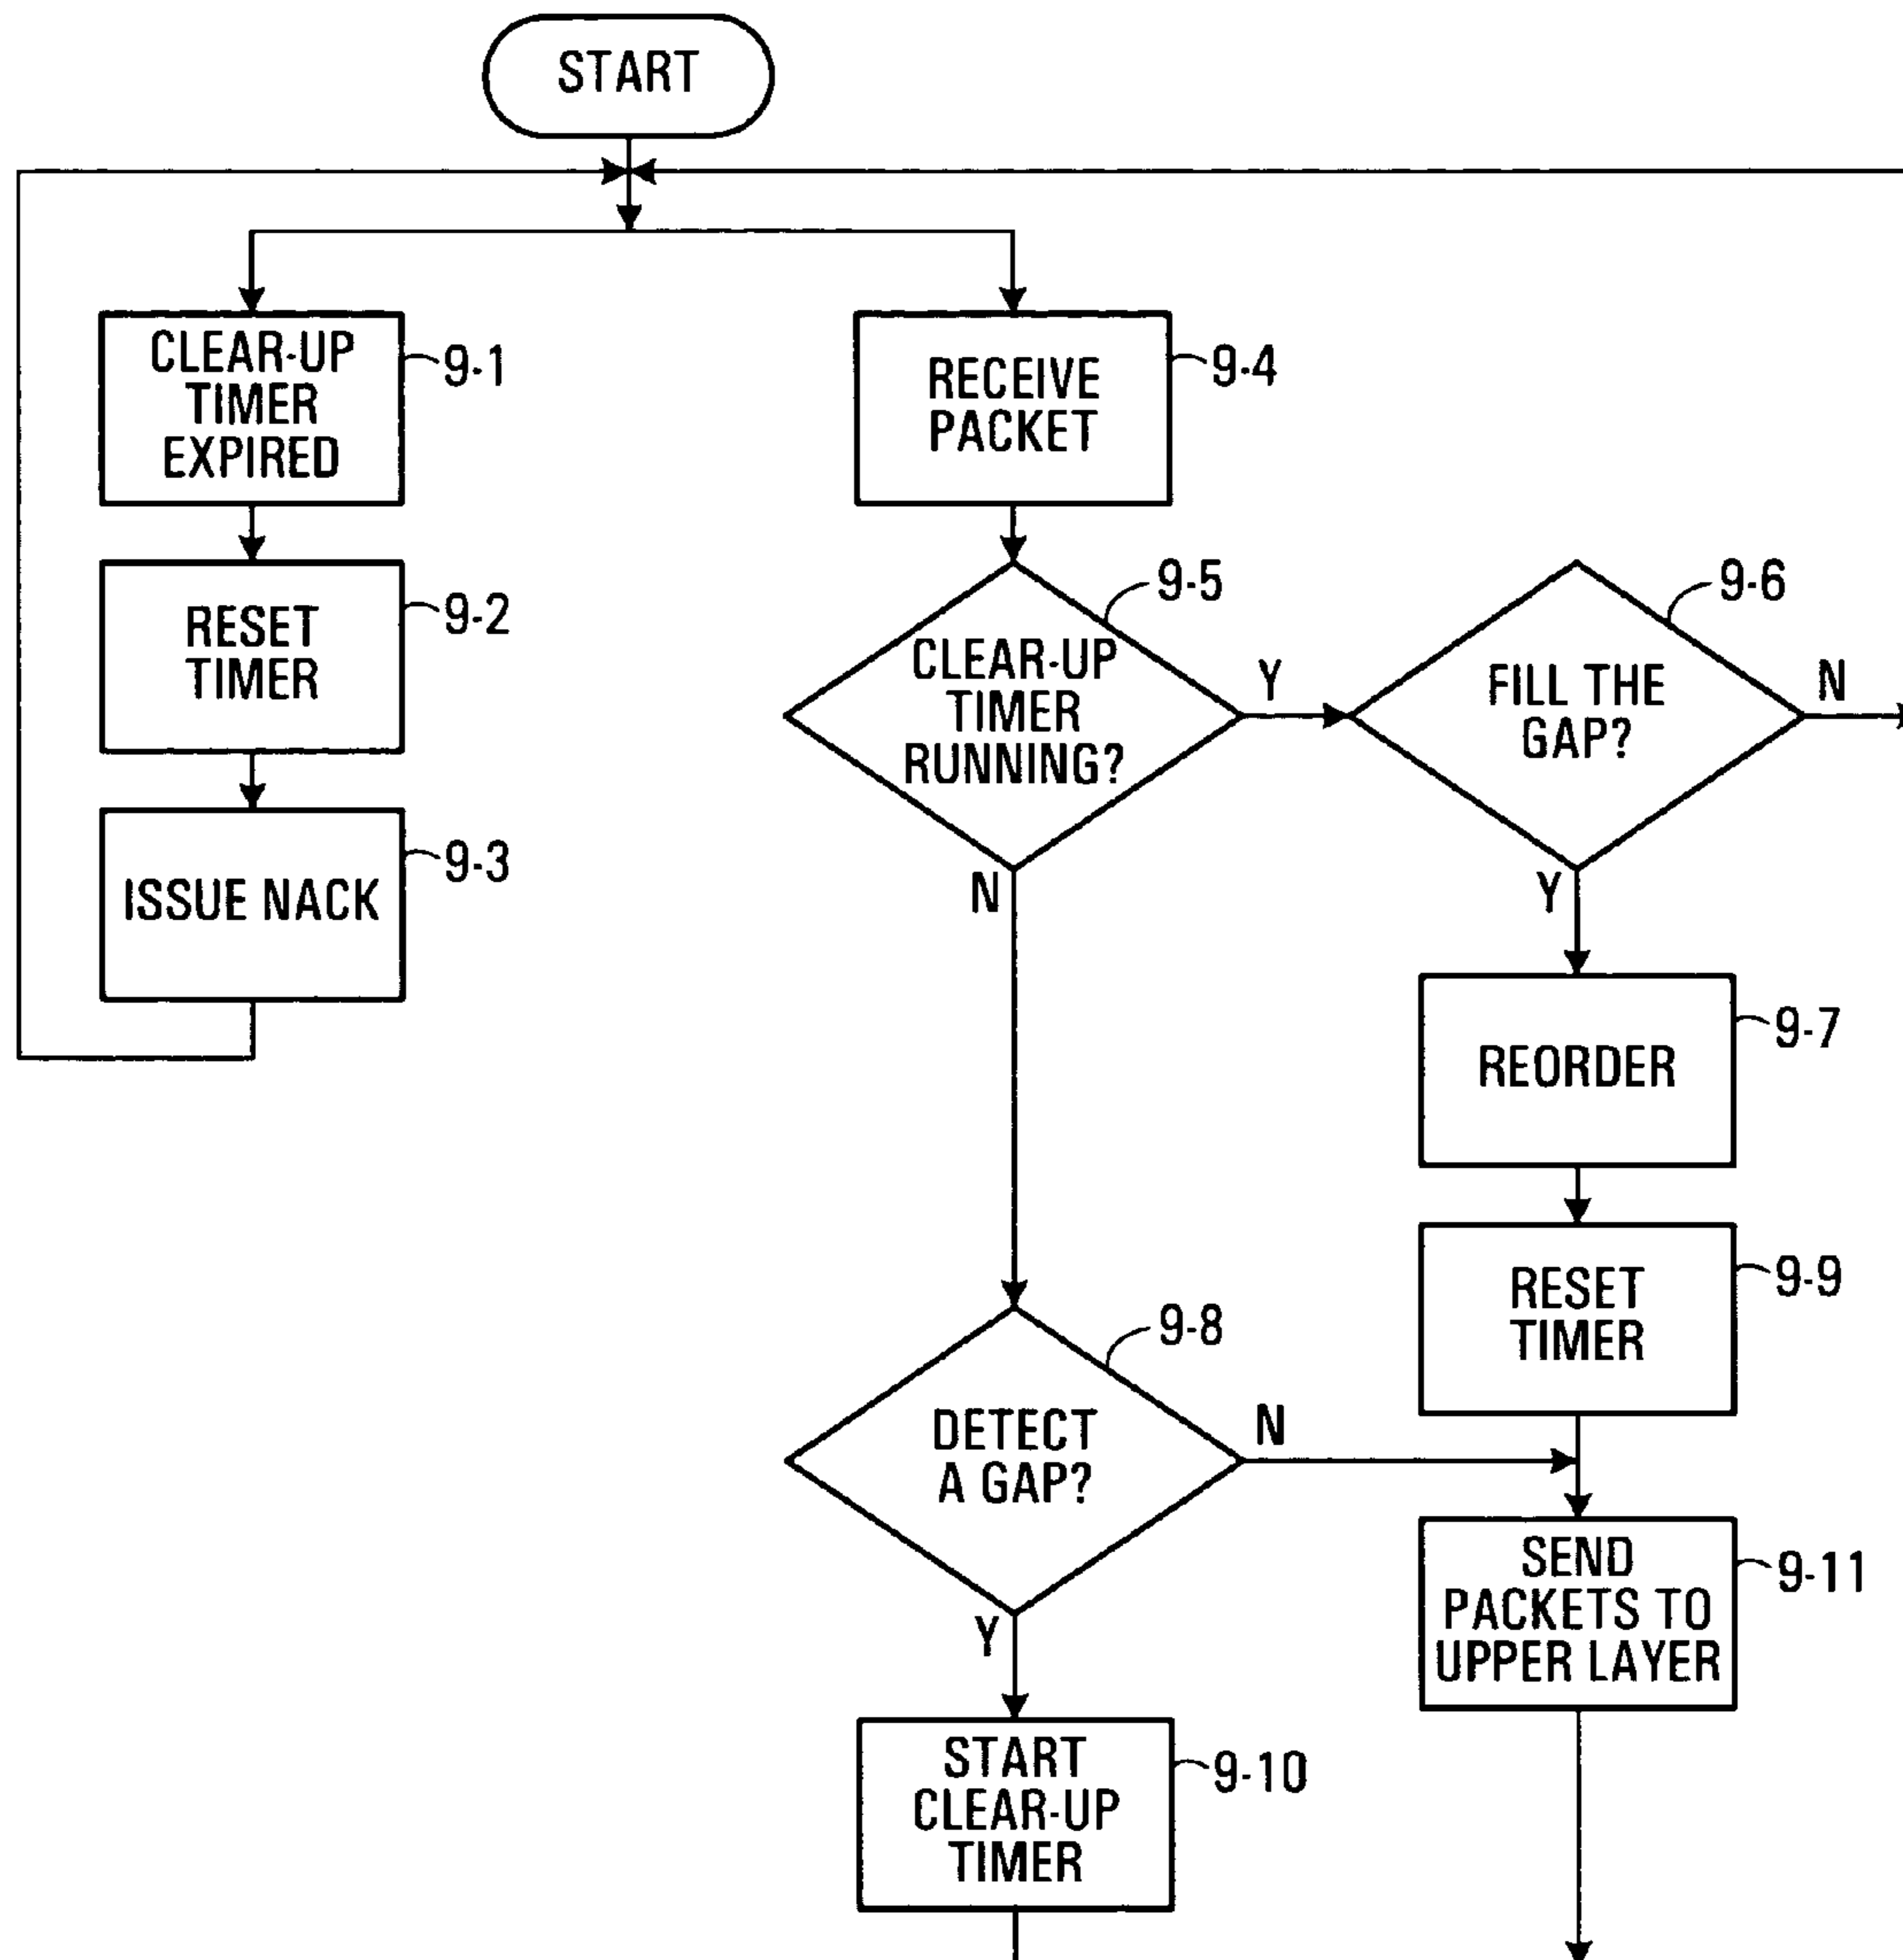 START
CLEAR-UP
TIMER
EXPIRED
9-1
RESET
TIMER
9-2
ISSUE NACK
9-3
RECEIVE
PACKET
9-4
CLEAR-UP
TIMER
RUNNING?
9-5
Y
N
FILL THE
GAP?
9-6
N
Y
REORDER
9-7
RESET
TIMER
9-9
DETECT
A GAP?
9-8
N
Y
SEND
PACKETS TO
UPPER LAYER
9-11
START
CLEAR-UP
TIMER
9-10